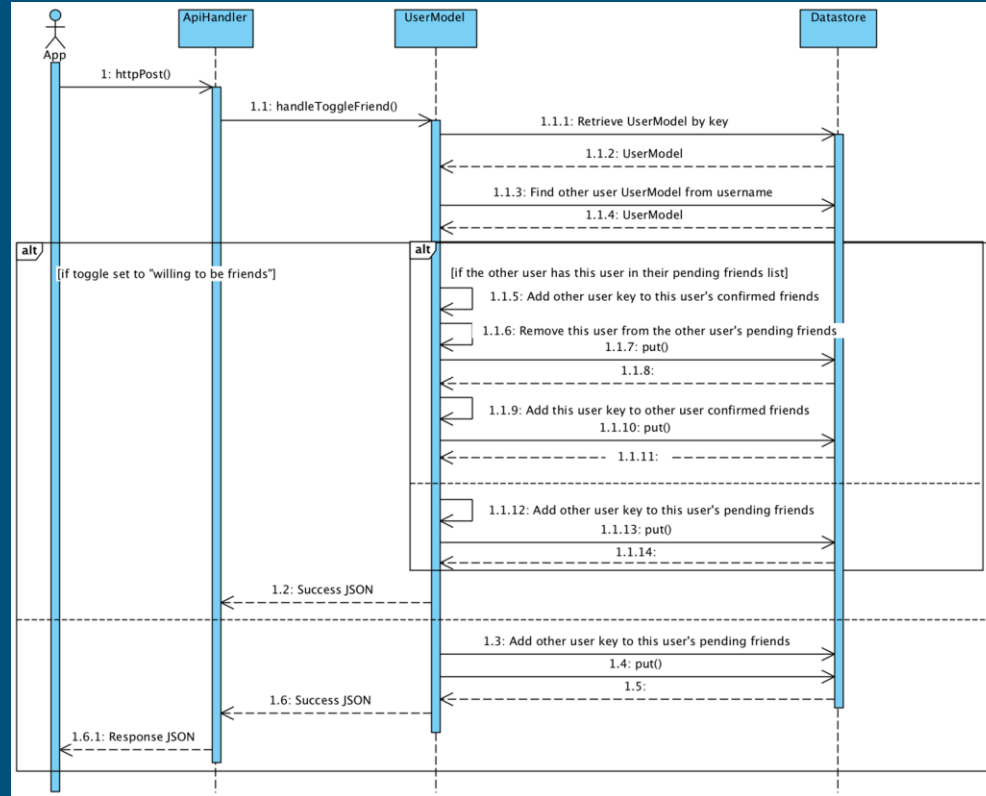 App
ApiHandler
UserModel
Datastore
1: httpPost()
1.1: handleToggleFriend()
1.1.1: Retrieve UserModel by key
1.1.2: UserModel
1.1.3: Find other user UserModel from username
1.1.4: UserModel
alt
[if toggle set to "willing to be friends"]
alt
[if the other user has this user in their pending friends list]
1.1.5: Add other user key to this user's confirmed friends
1.1.6: Remove this user from the other user's pending friends
1.1.7: put()
1.1.8:
1.1.9: Add this user key to other user confirmed friends
1.1.10: put()
1.1.11:
1.1.12: Add other user key to this user's pending friends
1.1.13: put()
1.1.14:
1.2: Success JSON
1.3: Add other user key to this user's pending friends
1.4: put()
1.5:
1.6: Success JSON
1.6.1: Response JSON